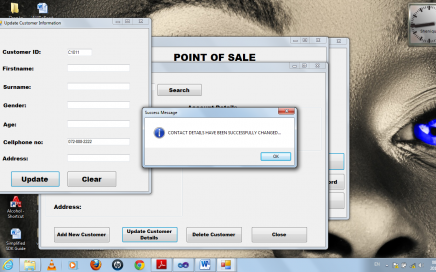 Update Customer Information
Customer ID: C1011
Firstname:
Surname:
Gender:
Age:
Cellphone no: 072-000-2222
Address:
Update Clear
POINT OF SALE
Search
Account Details
Success Message
CONTACT DETAILS HAVE BEEN SUCCESSFULLY CHANGED...
OK
Address:
Add New Customer
Update Customer
Details
Delete Customer
Close
Alcohol -
Shortcut
Simplified
SDK Guide